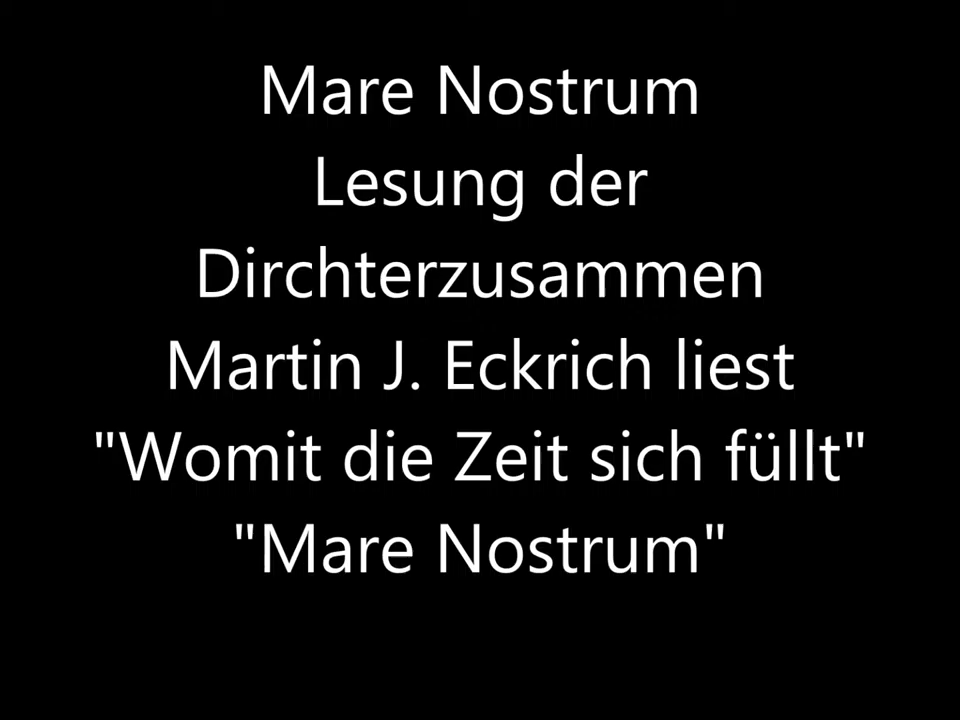 Mare Nostrum
Lesung der
Dirchterzusammen
Martin J. Eckrich liest
"Womit die Zeit sich füllt"
"Mare Nostrum"